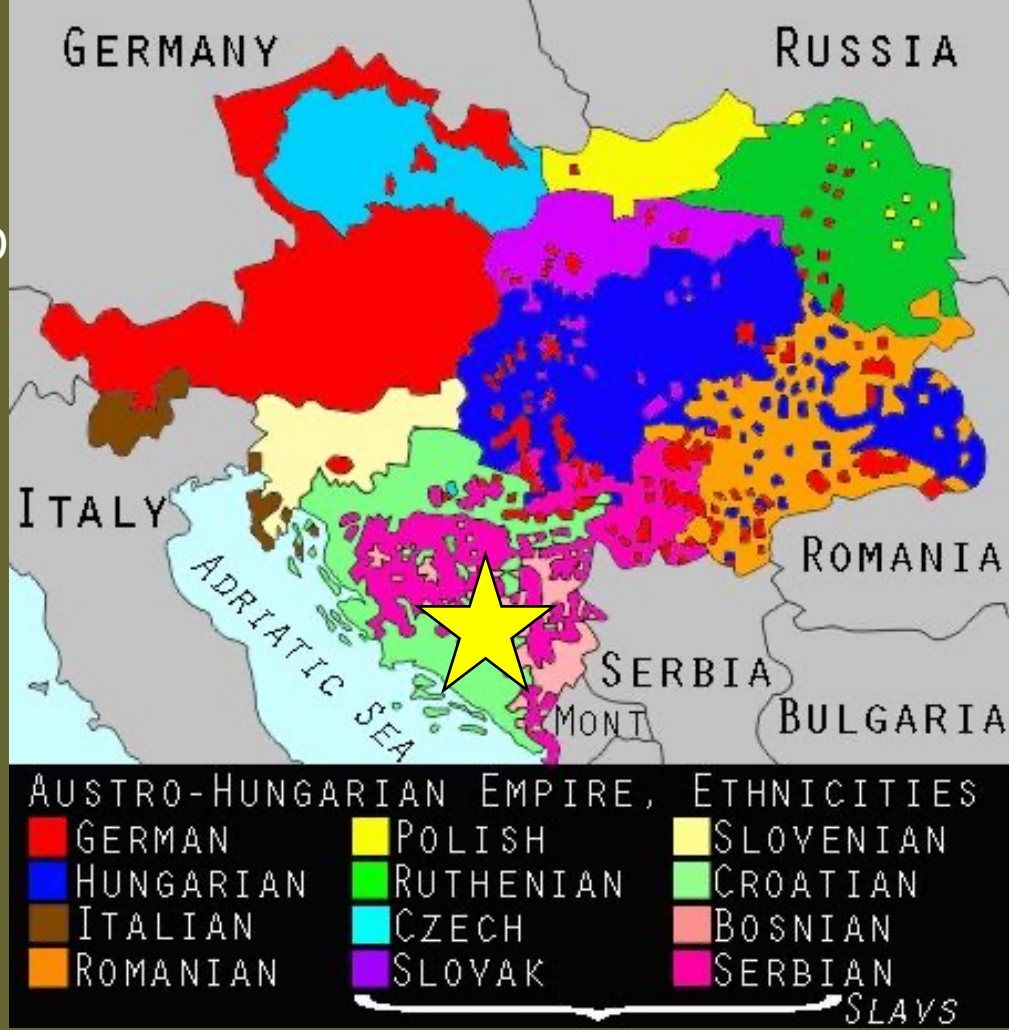 GERMANY
RUSSIA
ITALY
ADRIATIC SEA
ROMANIA
SERBIA
MONT
BULGARIA
AUSTRO-HUNGARIAN EMPIRE, ETHNICITIES
GERMAN POLISH SLOVENIAN
HUNGARIAN RUTHENIAN CROATIAN
ITALIAN CZECH BOSNIAN
ROMANIAN SLOVAK SERBIAN
SLAVS